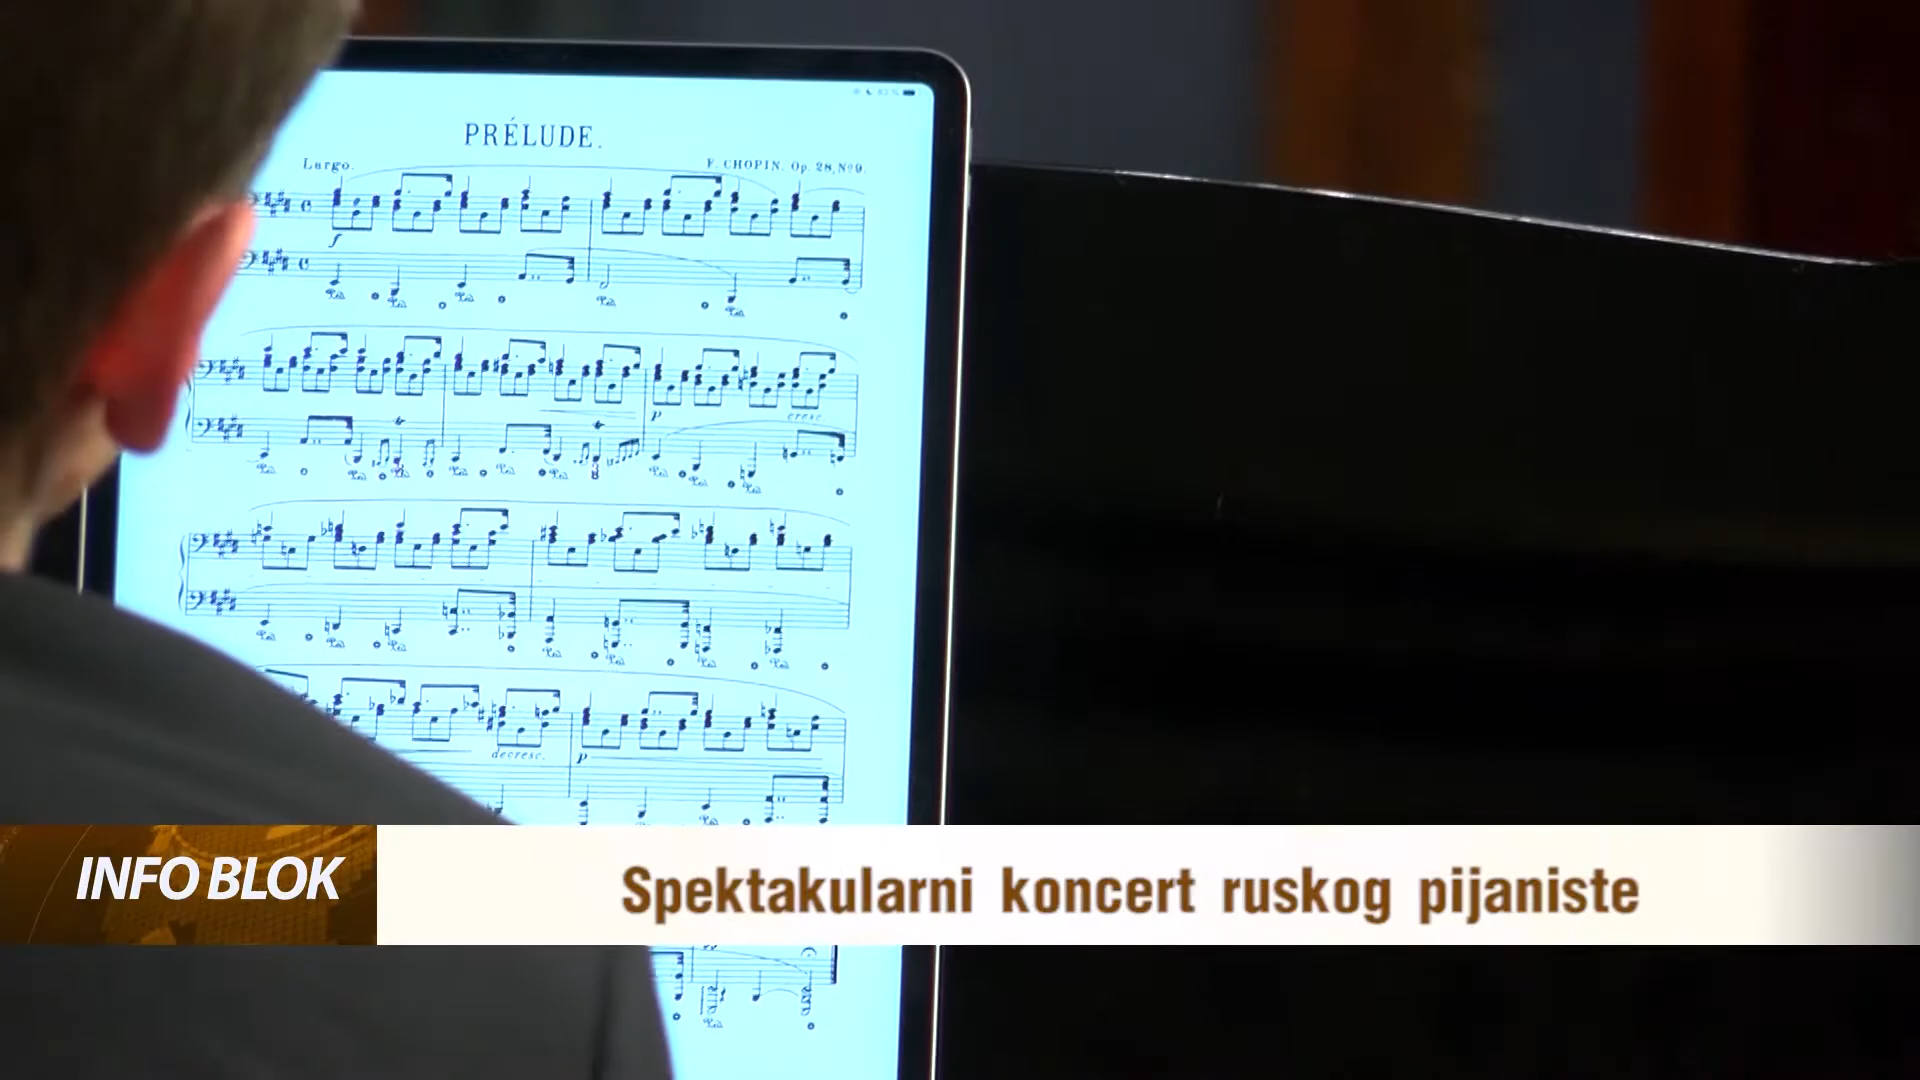 PRÉLUDE.
Largo.
F. CHOPIN. Op. 28, Nº 9.
f
p
cresc.
decresc.
p
INFO BLOK
Spektakularni koncert ruskog pijaniste